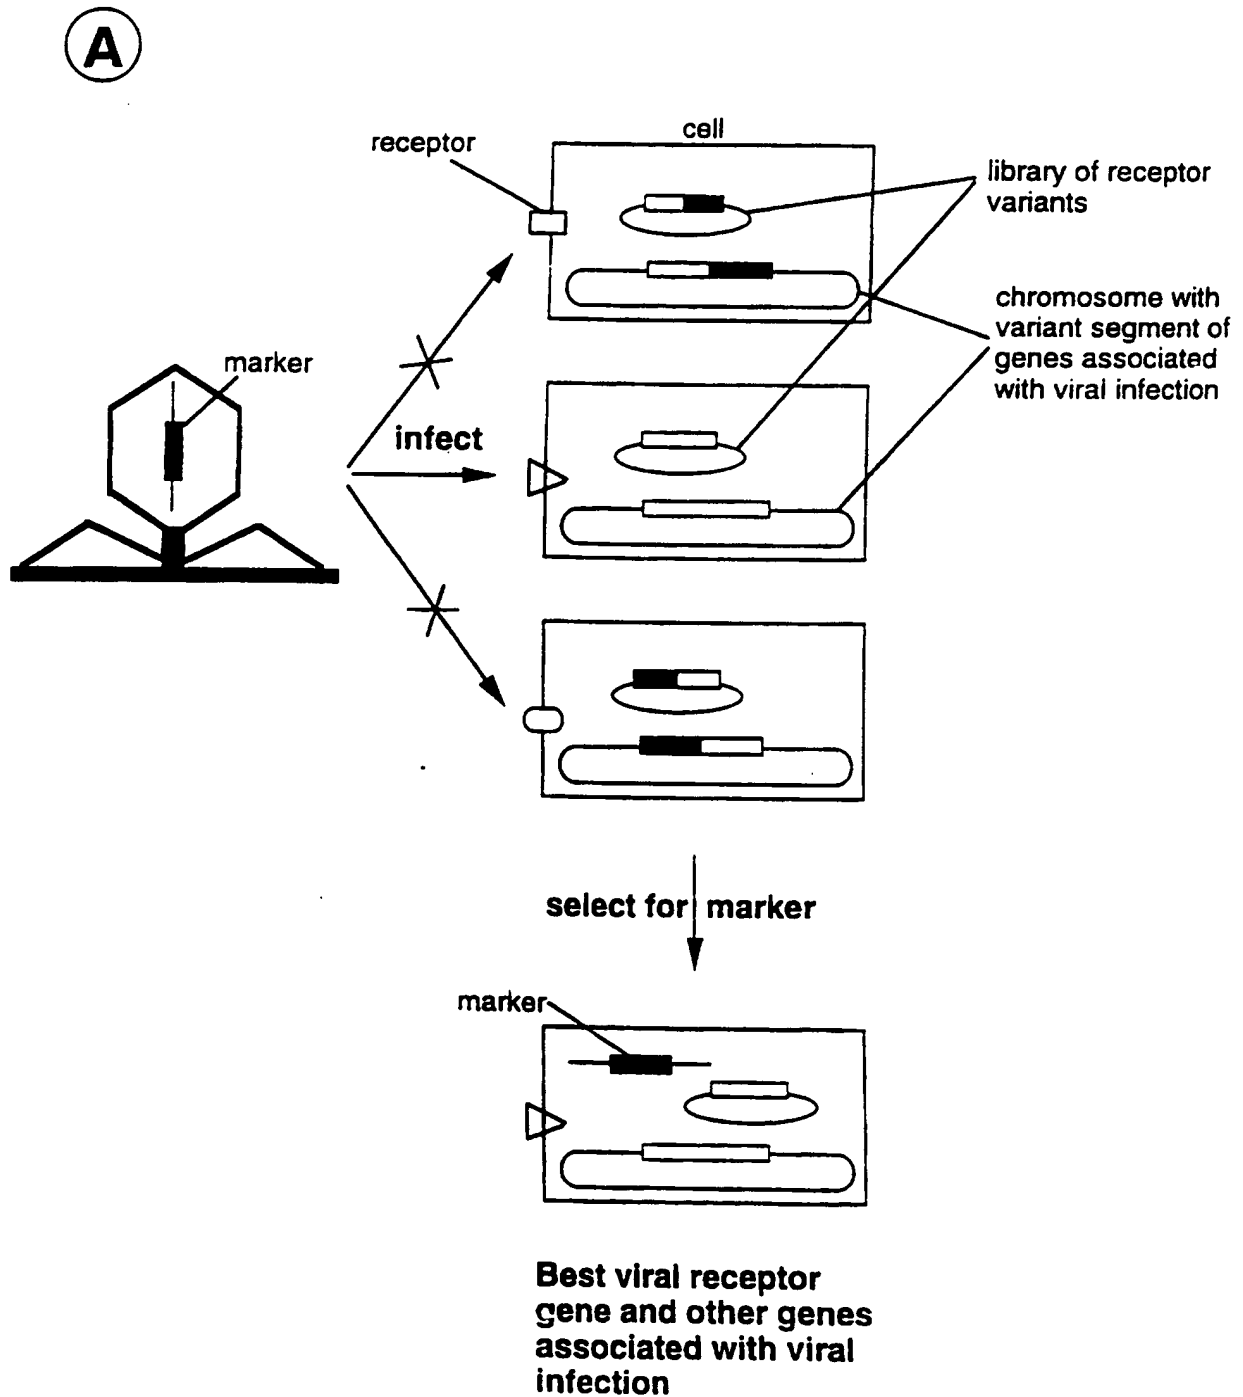 A
cell
receptor
library of receptor
variants
chromosome with
variant segment of
genes associated
with viral infection
marker
infect
select for marker
marker
Best viral receptor
gene and other genes
associated with viral
infection